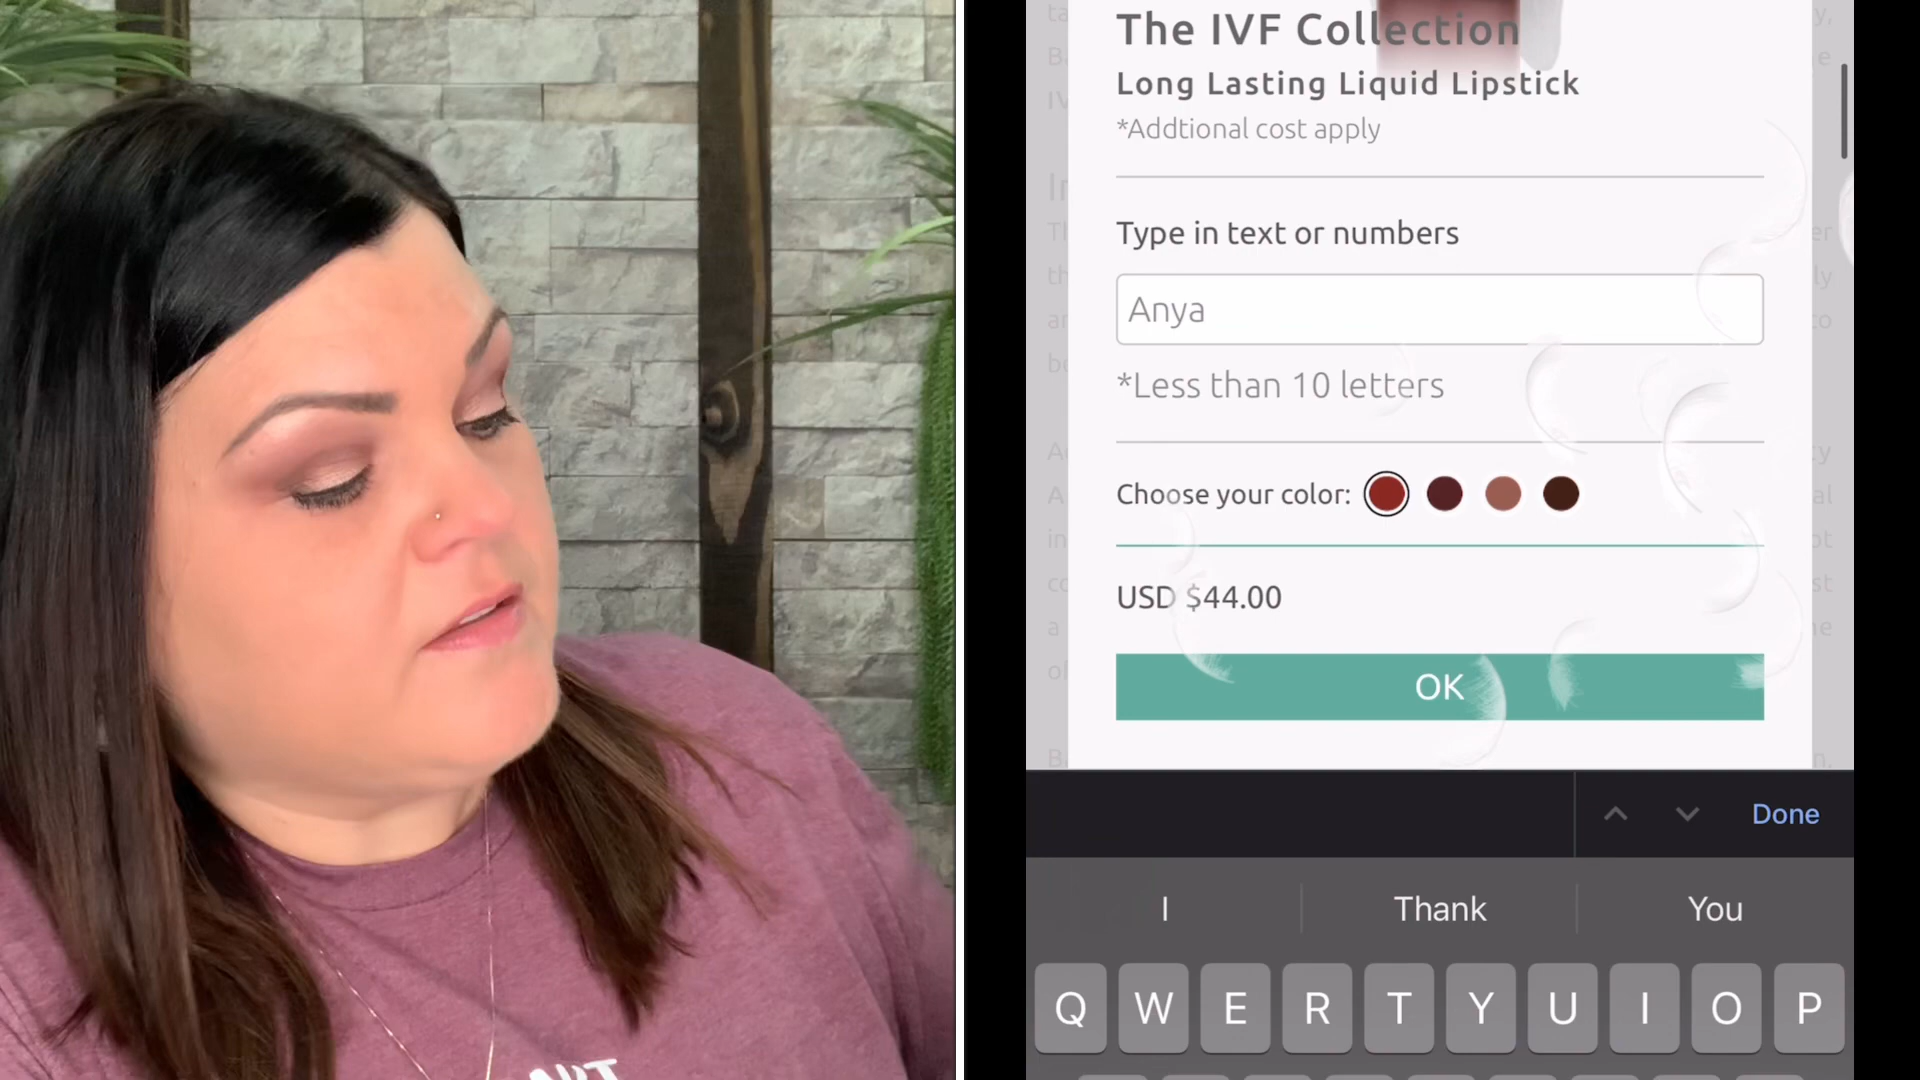 The IVF Collection
Long Lasting Liquid Lipstick
*Addtional cost apply
Type in text or numbers
Anya
*Less than 10 letters
Choose your color:
USD $44.00
OK
Done
I Thank You
Q W E R T Y U I O P